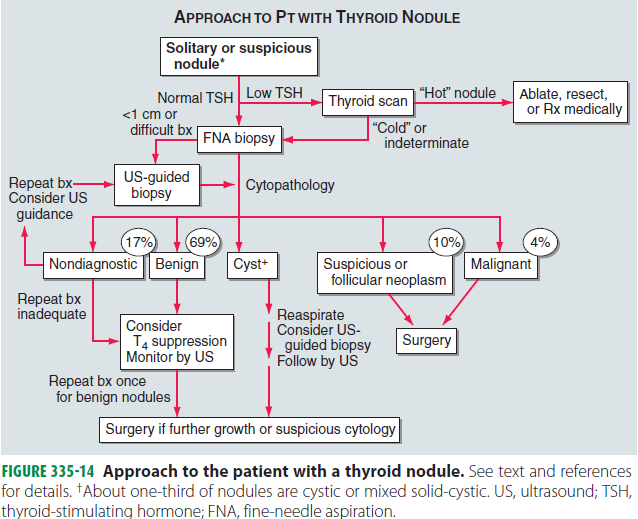 APPROACH TO PT WITH THYROID NODULE
Solitary or suspicious
nodule*
Normal TSH
Low TSH
Thyroid scan
"Hot" nodule
Ablate, resect,
or Rx medically
<1 cm or
difficult bx
FNA biopsy
"Cold" or
indeterminate
Repeat bx
Consider US
guidance
US-guided
biopsy
Cytopathology
17%
69%
10%
4%
Nondiagnostic
Benign
Cyst+
Suspicious or
follicular neoplasm
Malignant
Repeat bx
inadequate
Consider
T4 suppression
Monitor by US
Reaspirate
Consider US-
guided biopsy
Follow by US
Surgery
Repeat bx once
for benign nodules
Surgery if further growth or suspicious cytology
FIGURE 335-14 Approach to the patient with a thyroid nodule. See text and references
for details. †About one-third of nodules are cystic or mixed solid-cystic. US, ultrasound; TSH,
thyroid-stimulating hormone; FNA, fine-needle aspiration.